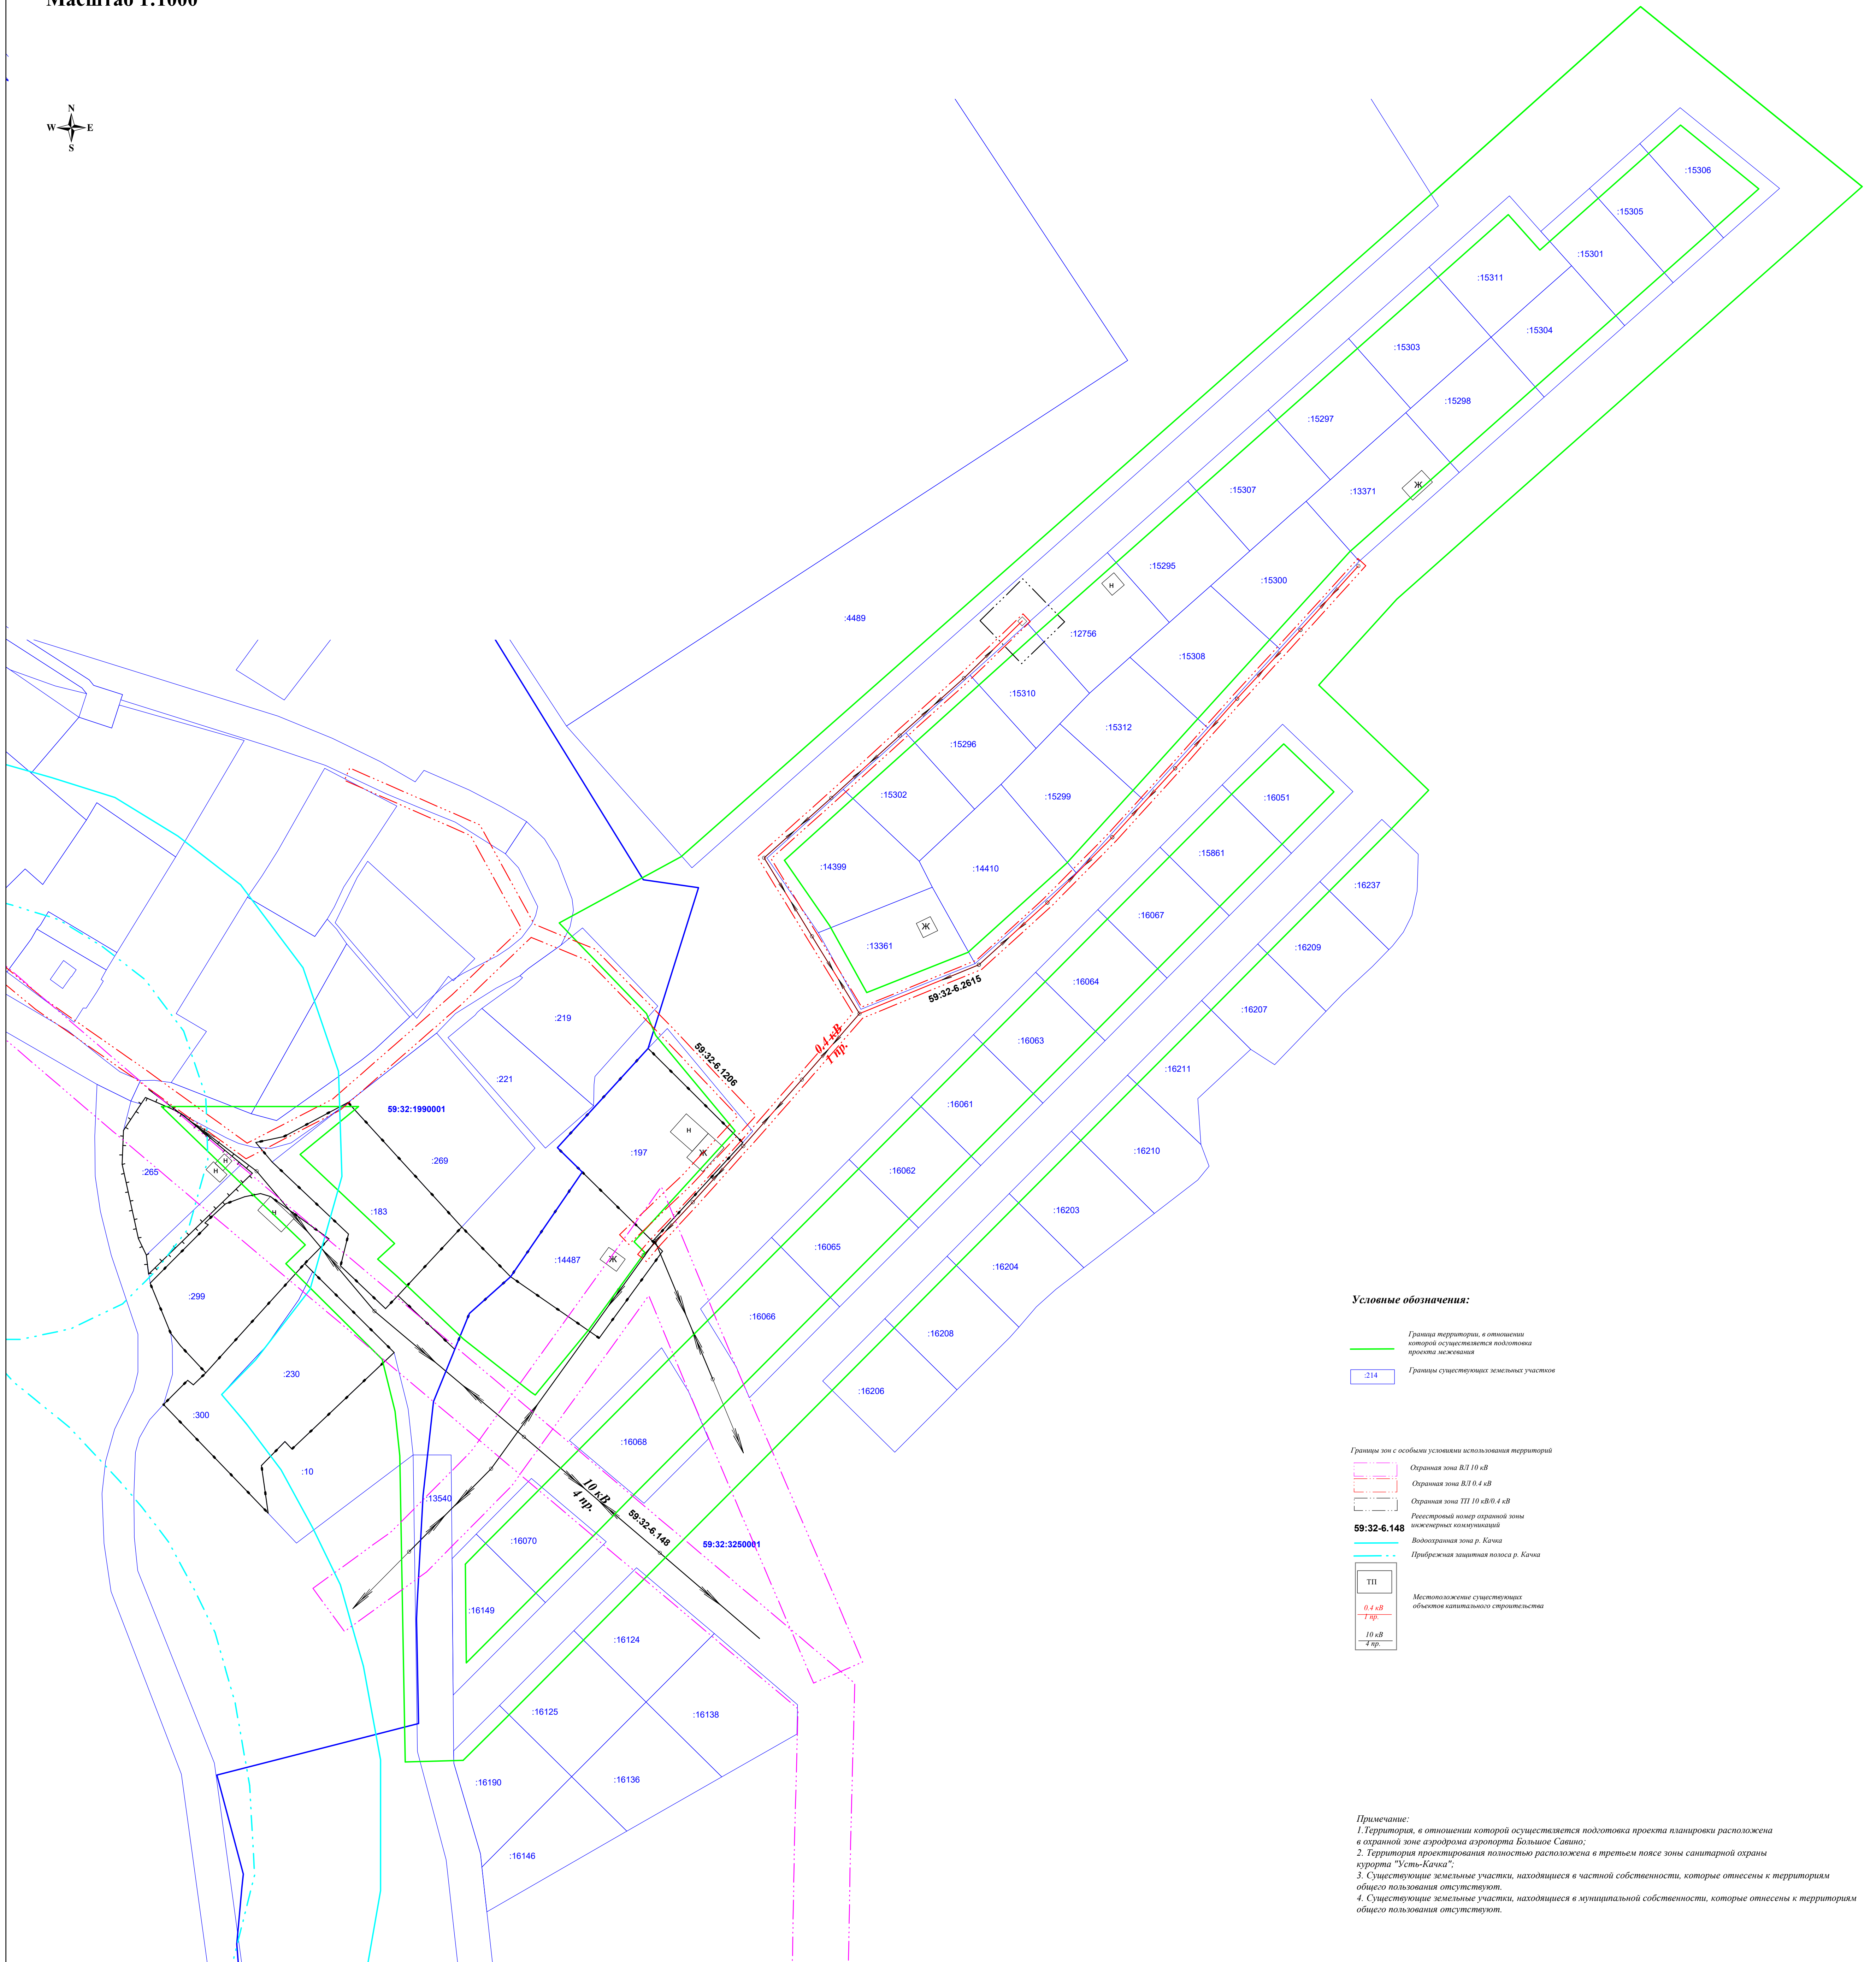 Масштаб 1:1000
N
W E
S
:15306
:15305
:15301
:15311
:15304
:15303
:15298
:15297
:13371
Ж
:15307
:15295
:15300
н
:4489
:12756
:15308
:15310
:15312
:15296
:15302
:15299
:16051
:15861
:14399
:14410
:16237
:16067
Ж
:13361
:16209
:16064
59:32-6.2615
:16207
:219
:16063
0,4 кВ
1 пр.
59:32-6.1206
:221
:16211
59:32:1990001
:16061
н
:197
Ж
:16210
:269
н
н
:265
:16062
:183
н
:16203
:16065
:14487
Ж
:16204
:299
:16066
:16208
:230
:16206
:300
:16068
:10
:13540
10 кВ
4 пр.
59:32-6.148
:16070
59:32:3250001
:16149
:16124
:16125
:16138
:16190
:16136
:16146
Условные обозначения:
Граница территории, в отношении
которой осуществляется подготовка
проекта межевания
:214
Границы существующих земельных участков
Границы зон с особыми условиями использования территорий
Охранная зона ВЛ 10 кВ
Охранная зона ВЛ 0.4 кВ
Охранная зона ТП 10 кВ/0.4 кВ
59:32-6.148
Реестровый номер охранной зоны
инженерных коммуникаций
Водоохранная зона р. Качка
Прибрежная защитная полоса р. Качка
ТП
0.4 кВ
1 пр.
10 кВ
4 пр.
Местоположение существующих
объектов капитального строительства
Примечание:
1.Территория, в отношении которой осуществляется подготовка проекта планировки расположена
в охранной зоне аэродрома аэропорта Большое Савино;
2. Территория проектирования полностью расположена в третьем поясе зоны санитарной охраны
курорта "Усть-Качка";
3. Существующие земельные участки, находящиеся в частной собственности, которые отнесены к территориям
общего пользования отсутствуют.
4. Существующие земельные участки, находящиеся в муниципальной собственности, которые отнесены к территориям
общего пользования отсутствуют.